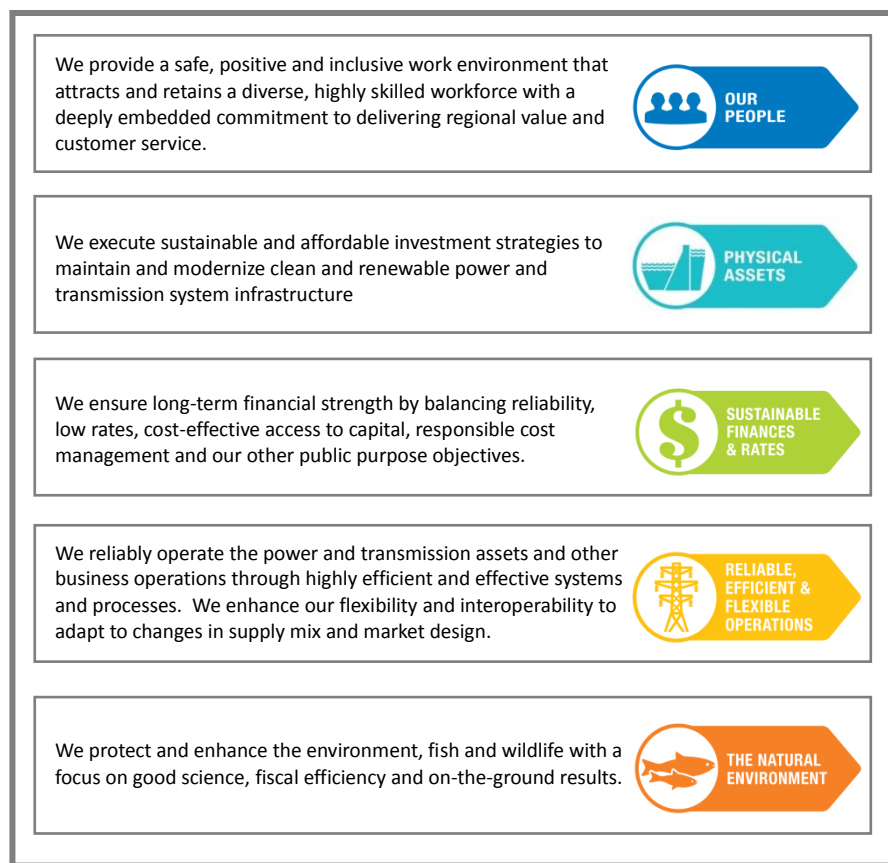 We provide a safe, positive and inclusive work environment that
attracts and retains a diverse, highly skilled workforce with a
deeply embedded commitment to delivering regional value and
customer service.
OUR
PEOPLE
We execute sustainable and affordable investment strategies to
maintain and modernize clean and renewable power and
transmission system infrastructure
PHYSICAL
ASSETS
We ensure long-term financial strength by balancing reliability,
low rates, cost-effective access to capital, responsible cost
management and our other public purpose objectives.
$
SUSTAINABLE
FINANCES
& RATES
We reliably operate the power and transmission assets and other
business operations through highly efficient and effective systems
and processes.  We enhance our flexibility and interoperability to
adapt to changes in supply mix and market design.
RELIABLE,
EFFICIENT &
FLEXIBLE
OPERATIONS
We protect and enhance the environment, fish and wildlife with a
focus on good science, fiscal efficiency and on-the-ground results.
THE NATURAL
ENVIRONMENT